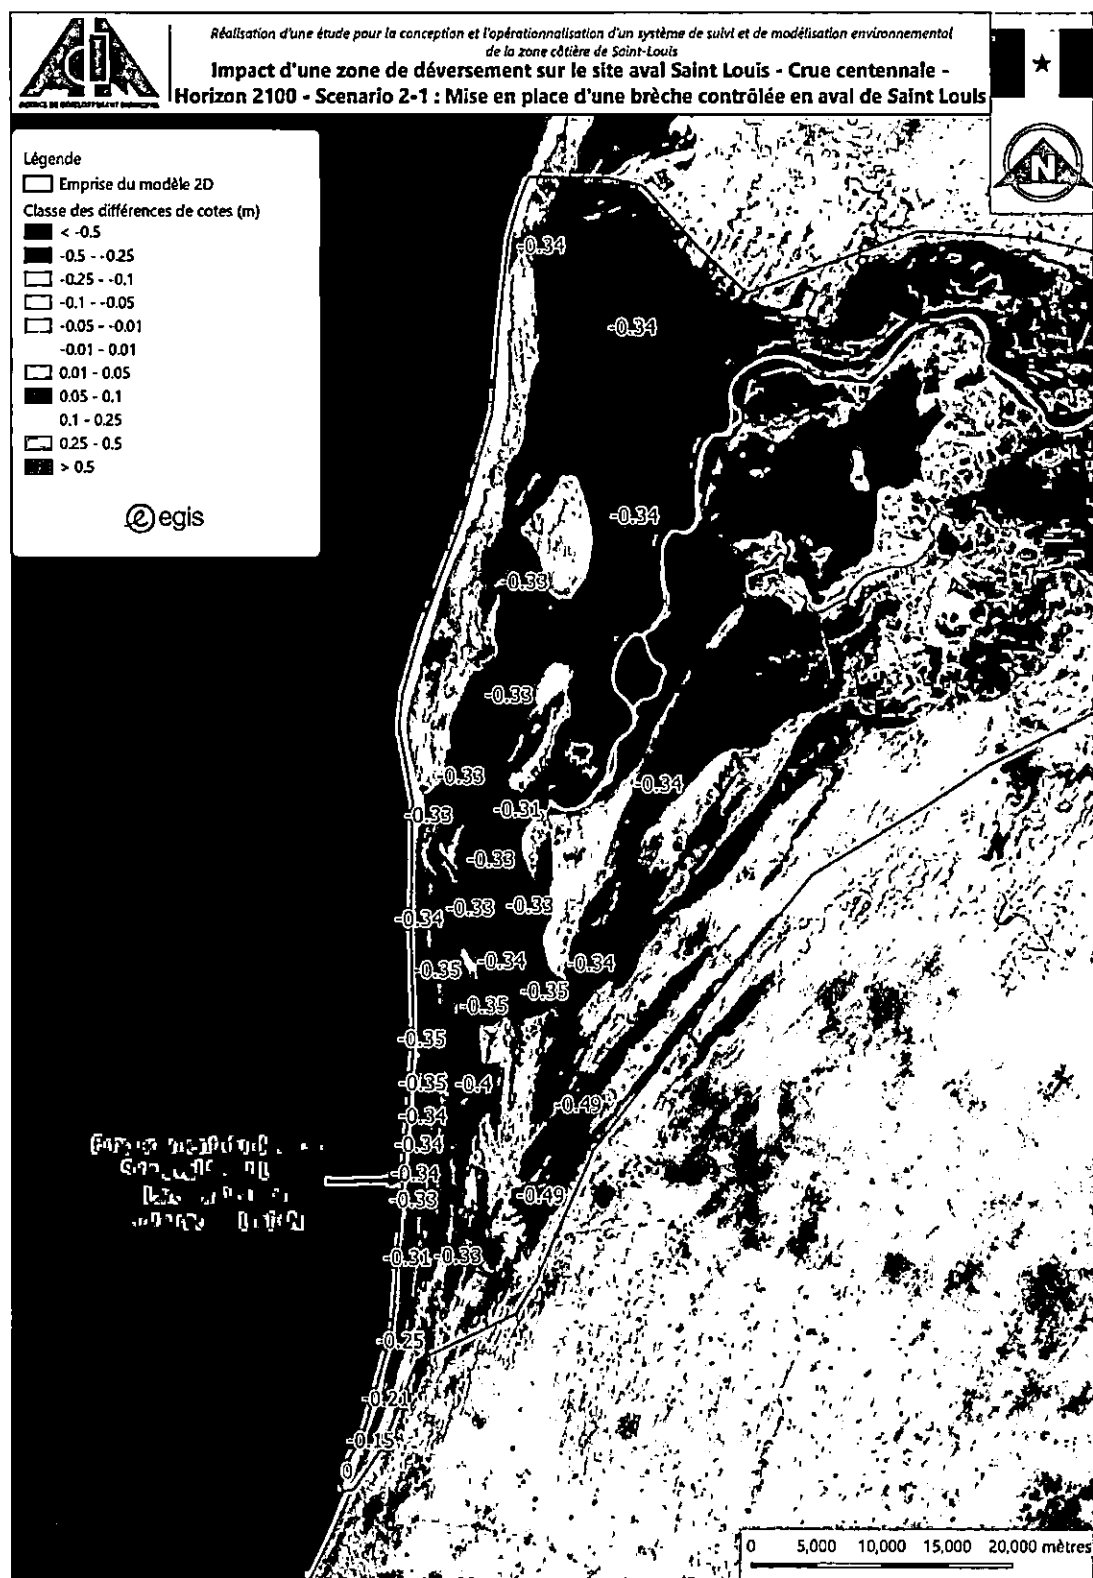 Réalisation d'une étude pour la conception et l'opérationnalisation d'un système de suivi et de modélisation environnemental
de la zone côtière de Saint-Louis
Impact d'une zone de déversement sur le site aval Saint Louis - Crue centennale -
Horizon 2100 - Scenario 2-1 : Mise en place d'une brèche contrôlée en aval de Saint Louis
N
Légende
Emprise du modèle 2D
Classe des différences de cotes (m)
< -0.5
-0.5 - -0.25
-0.25 - -0.1
-0.1 - -0.05
-0.05 - -0.01
-0.01 - 0.01
0.01 - 0.05
0.05 - 0.1
0.1 - 0.25
0.25 - 0.5
> 0.5
egis
-0.34
-0.34
-0.34
-0.33
-0.33
-0.33
-0.34
-0.31
-0.33
-0.33
-0.33
-0.33
-0.34
-0.34
-0.34
-0.35
-0.35
-0.35
-0.35
-0.35
-0.4
-0.49
-0.34
-0.34
-0.34
-0.33
-0.49
-0.31
-0.33
-0.25
-0.21
-0.15
0
0 5,000 10,000 15,000 20,000 mètres